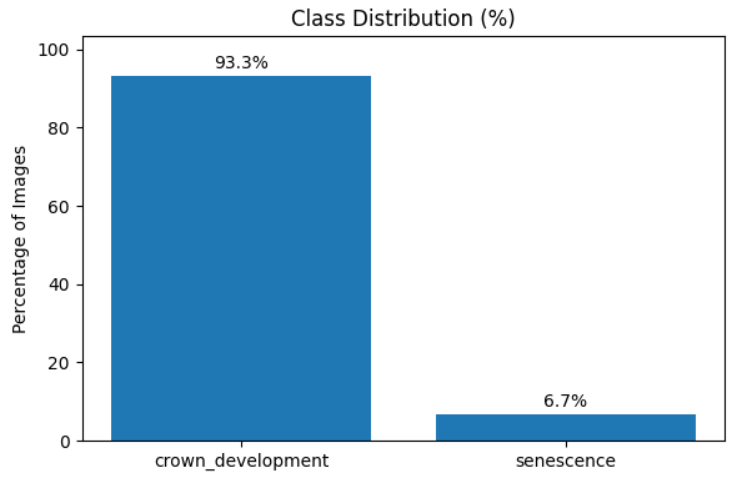 Class Distribution (%)
Percentage of Images
100
80
60
40
20
0
93.3%
6.7%
crown_development
senescence